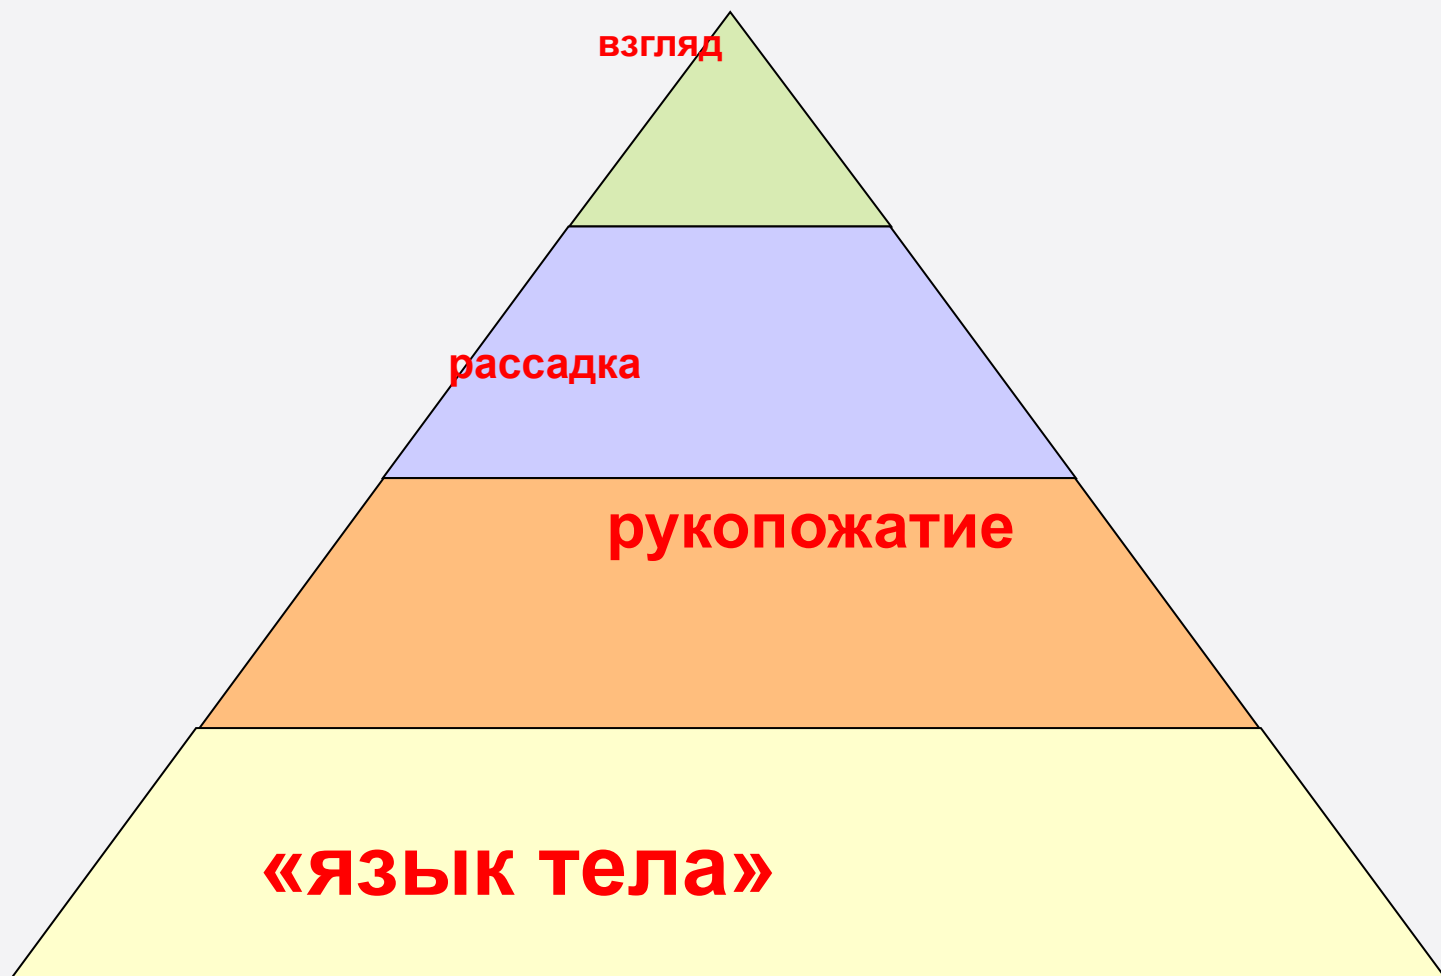 взгляд
рассадка
рукопожатие
«язык тела»